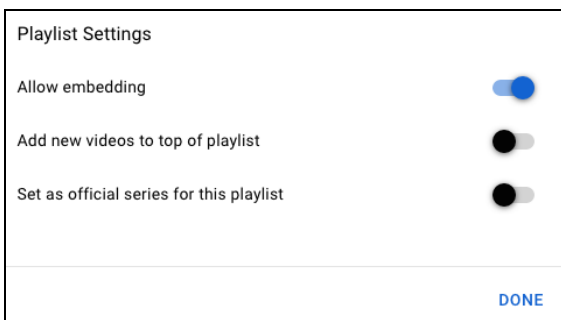 Playlist Settings
Allow embedding
Add new videos to top of playlist
Set as official series for this playlist
DONE